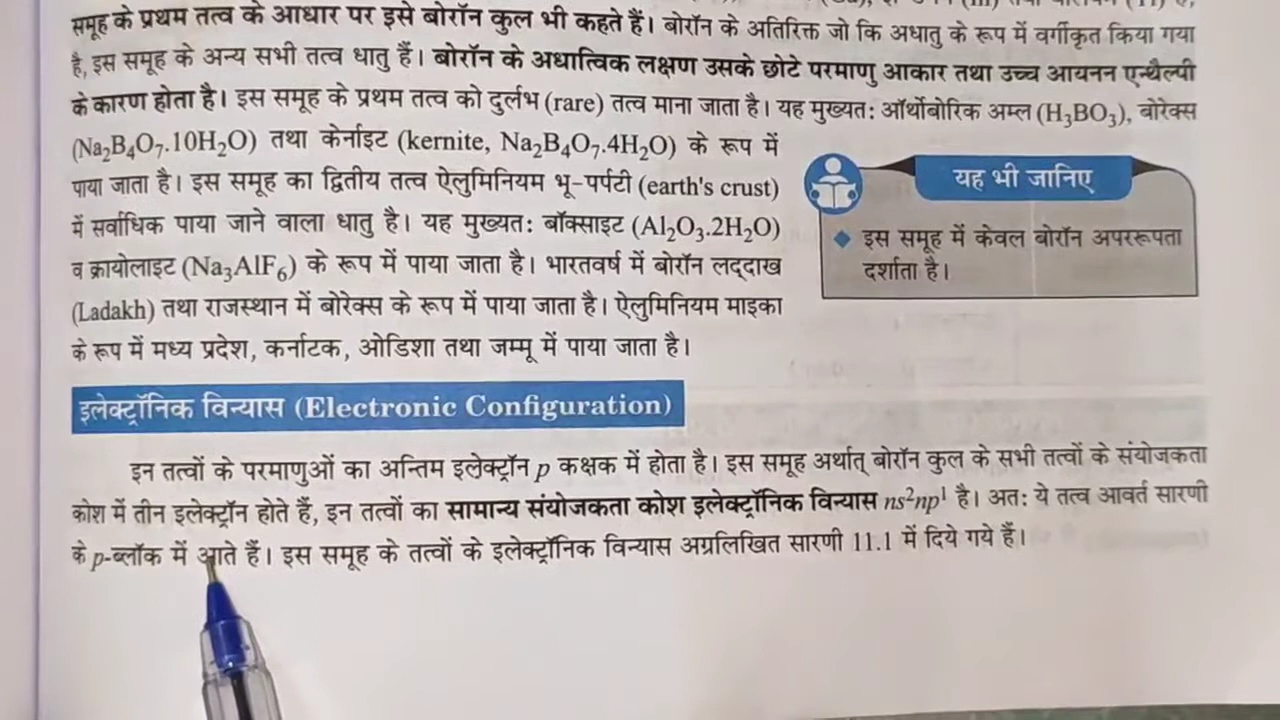 समूह के प्रथम तत्व के आधार पर इसे बोरॉन कुल भी कहते हैं। बोरॉन के अतिरिक्त जो कि अधातु के रूप में वर्गीकृत किया गया
है, इस समूह के अन्य सभी तत्व धातु हैं। बोरॉन के अधात्विक लक्षण उसके छोटे परमाणु आकार तथा उच्च आयनन एन्थैल्पी
के कारण होता है। इस समूह के प्रथम तत्व को दुर्लभ (rare) तत्व माना जाता है। यह मुख्यतः ऑर्थोबोरिक अम्ल (H₃BO₃), बोरेक्स
(Na₂B₄O₇.10H₂O) तथा केर्नाइट (kernite, Na₂B₄O₇.4H₂O) के रूप में
पाया जाता है। इस समूह का द्वितीय तत्व ऐलुमिनियम भू-पर्पटी (earth's crust)
में सर्वाधिक पाया जाने वाला धातु है। यह मुख्यतः बॉक्साइट (Al₂O₃.2H₂O)
व क्रायोलाइट (Na₃AlF₆) के रूप में पाया जाता है। भारतवर्ष में बोरॉन लद्दाख
(Ladakh) तथा राजस्थान में बोरेक्स के रूप में पाया जाता है। ऐलुमिनियम माइका
के रूप में मध्य प्रदेश, कर्नाटक, ओडिशा तथा जम्मू में पाया जाता है।
यह भी जानिए
◆ इस समूह में केवल बोरॉन अपररूपता
दर्शाता है।
इलेक्ट्रॉनिक विन्यास (Electronic Configuration)
इन तत्वों के परमाणुओं का अन्तिम इलेक्ट्रॉन p कक्षक में होता है। इस समूह अर्थात् बोरॉन कुल के सभी तत्वों के संयोजकता
कोश में तीन इलेक्ट्रॉन होते हैं, इन तत्वों का सामान्य संयोजकता कोश इलेक्ट्रॉनिक विन्यास ns²np¹ है। अतः ये तत्व आवर्त सारणी
के p-ब्लॉक में आते हैं। इस समूह के तत्वों के इलेक्ट्रॉनिक विन्यास अग्रलिखित सारणी 11.1 में दिये गये हैं।